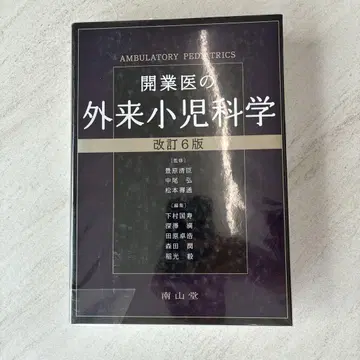 AMBULATORY PEDIATRICS
開業医の
外来小児科学
改訂6版
［監修］
豊原清臣
中尾 弘
松本壽通
［編集］
下村国寿
深澤 満
田原卓浩
森田 潤
稲光 毅
南山堂